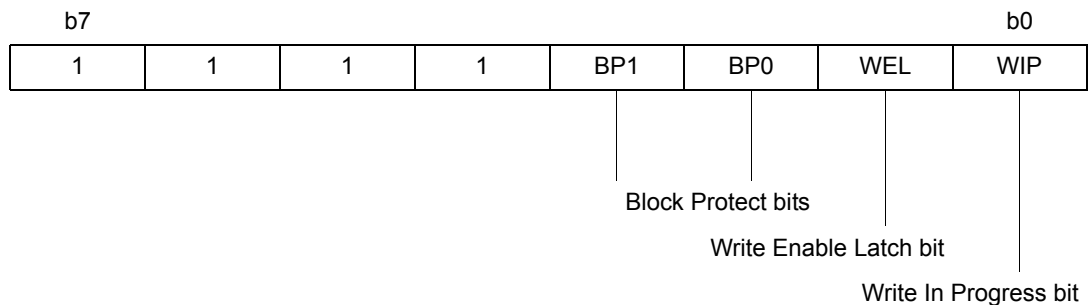 b7 b0
1 1 1 1 BP1 BP0 WEL WIP
Block Protect bits
Write Enable Latch bit
Write In Progress bit